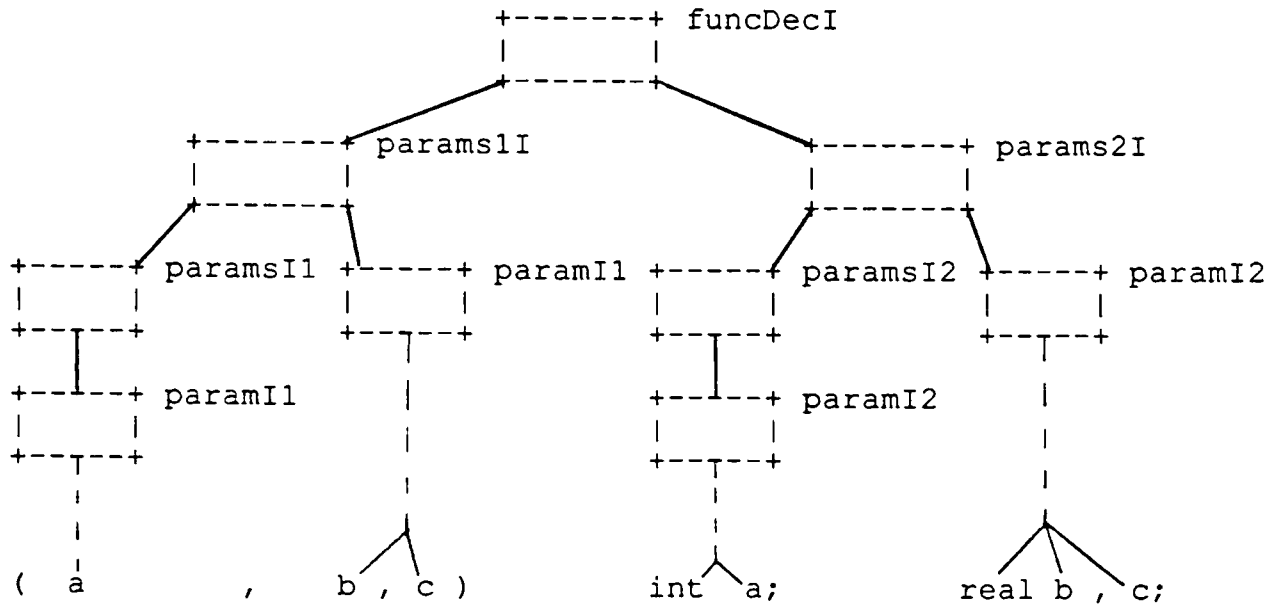 funcDecI
params1I params2I
paramsI1 paramI1 paramsI2 paramI2
paramI1 paramI2
( a , b , c ) int a; real b , c;